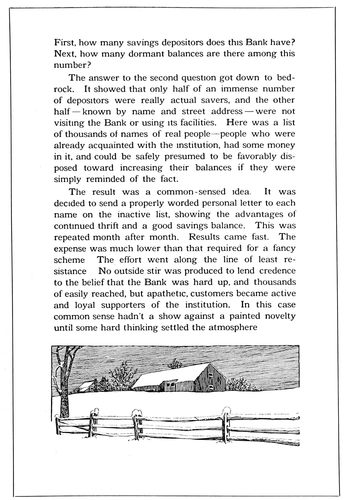 First, how many savings depositors does this Bank have?
Next, how many dormant balances are there among this
number?
The answer to the second question got down to bed-
rock. It showed that only half of an immense number
of depositors were really actual savers, and the other
half—known by name and street address—were not
visiting the Bank or using its facilities. Here was a list
of thousands of names of real people—people who were
already acquainted with the institution, had some money
in it, and could be safely presumed to be favorably dis-
posed toward increasing their balances if they were
simply reminded of the fact.
The result was a common-sensed idea. It was
decided to send a properly worded personal letter to each
name on the inactive list, showing the advantages of
continued thrift and a good savings balance. This was
repeated month after month. Results came fast. The
expense was much lower than that required for a fancy
scheme The effort went along the line of least re-
sistance No outside stir was produced to lend credence
to the belief that the Bank was hard up, and thousands
of easily reached, but apathetic, customers became active
and loyal supporters of the institution. In this case
common sense hadn't a show against a painted novelty
until some hard thinking settled the atmosphere